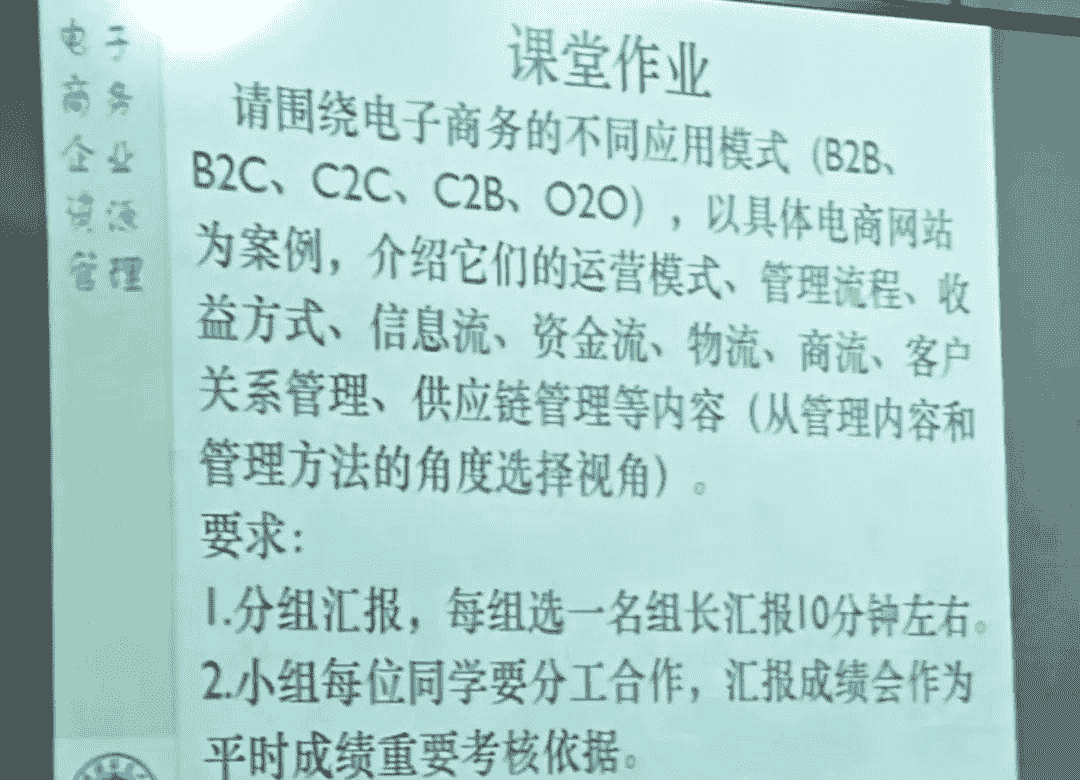 电子
商务
企业
资源
管理
课堂作业
请围绕电子商务的不同应用模式（B2B、
B2C、C2C、C2B、O2O），以具体电商网站
为案例，介绍它们的运营模式、管理流程、收
益方式、信息流、资金流、物流、商流、客户
关系管理、供应链管理等内容（从管理内容和
管理方法的角度选择视角）。
要求：
1.分组汇报，每组选一名组长汇报10分钟左右。
2.小组每位同学要分工合作，汇报成绩会作为
平时成绩重要考核依据。